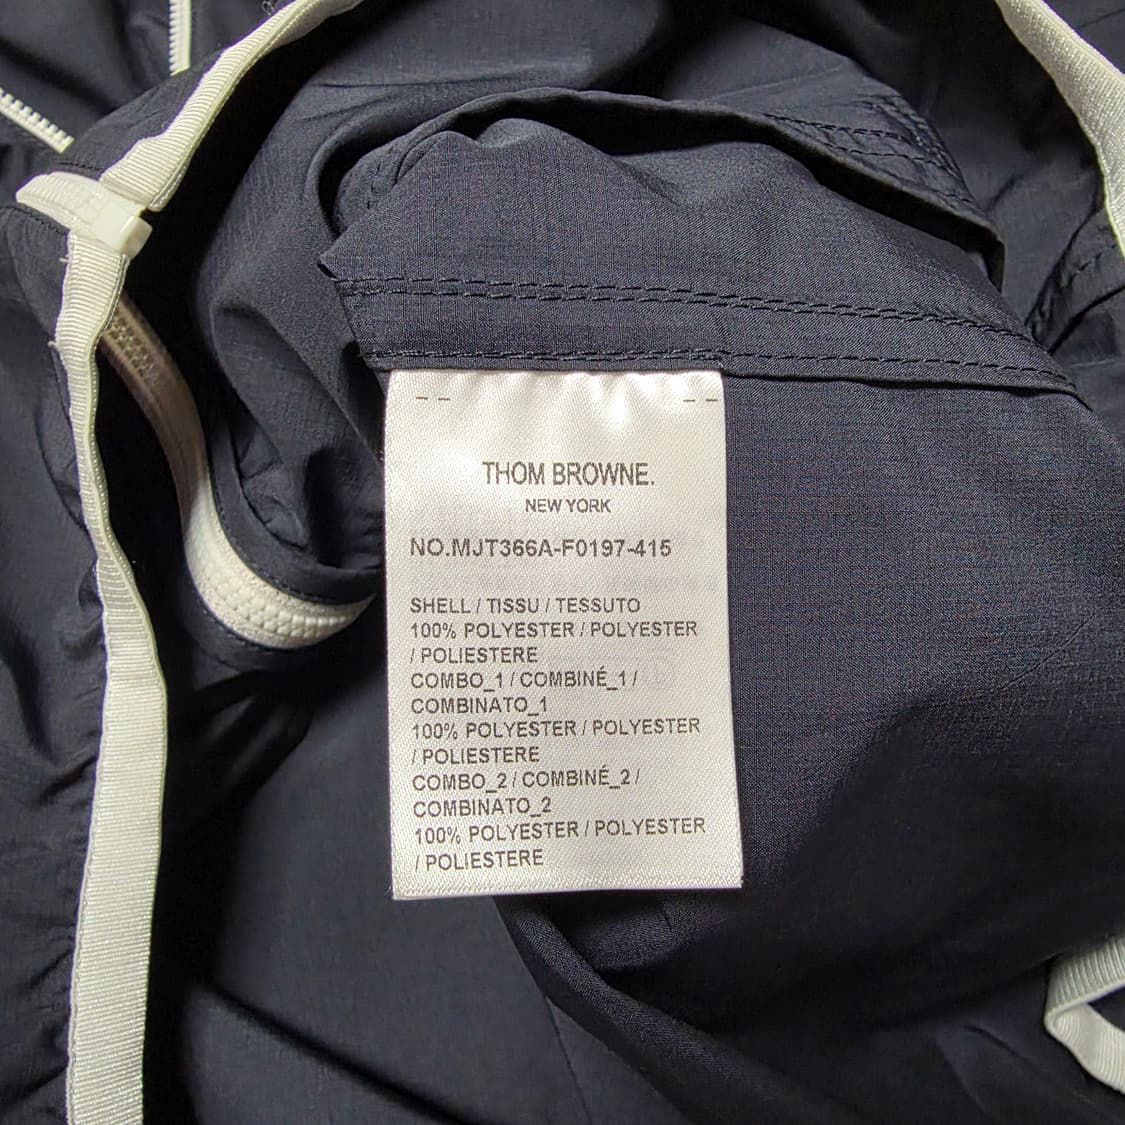 THOM BROWNE.
NEW YORK
NO.MJT366A-F0197-415
SHELL / TISSU / TESSUTO
100% POLYESTER / POLYESTER
/ POLIESTERE
COMBO_1 / COMBINÉ_1 /
COMBINATO_1
100% POLYESTER / POLYESTER
/ POLIESTERE
COMBO_2 / COMBINÉ_2 /
COMBINATO_2
100% POLYESTER / POLYESTER
/ POLIESTERE